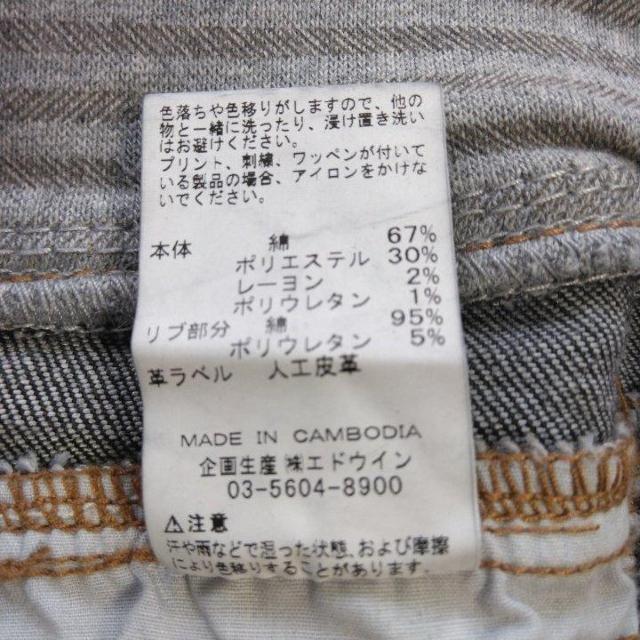 色落ちや色移りがしますので、他の
物と一緒に洗ったり、浸け置き洗い
はお避けください。
プリント、刺繍、ワッペンが付いて
いる製品の場合、アイロンをかけな
いでください。
本体 綿 67%
ポリエステル 30%
レーヨン 2%
ポリウレタン 1%
リブ部分 綿 95%
ポリウレタン 5%
革ラベル 人工皮革
MADE IN CAMBODIA
企画生産 ㈱エドウイン
03-5604-8900
⚠注意
汗や雨などで湿った状態、および摩擦
により色移りすることがあります。